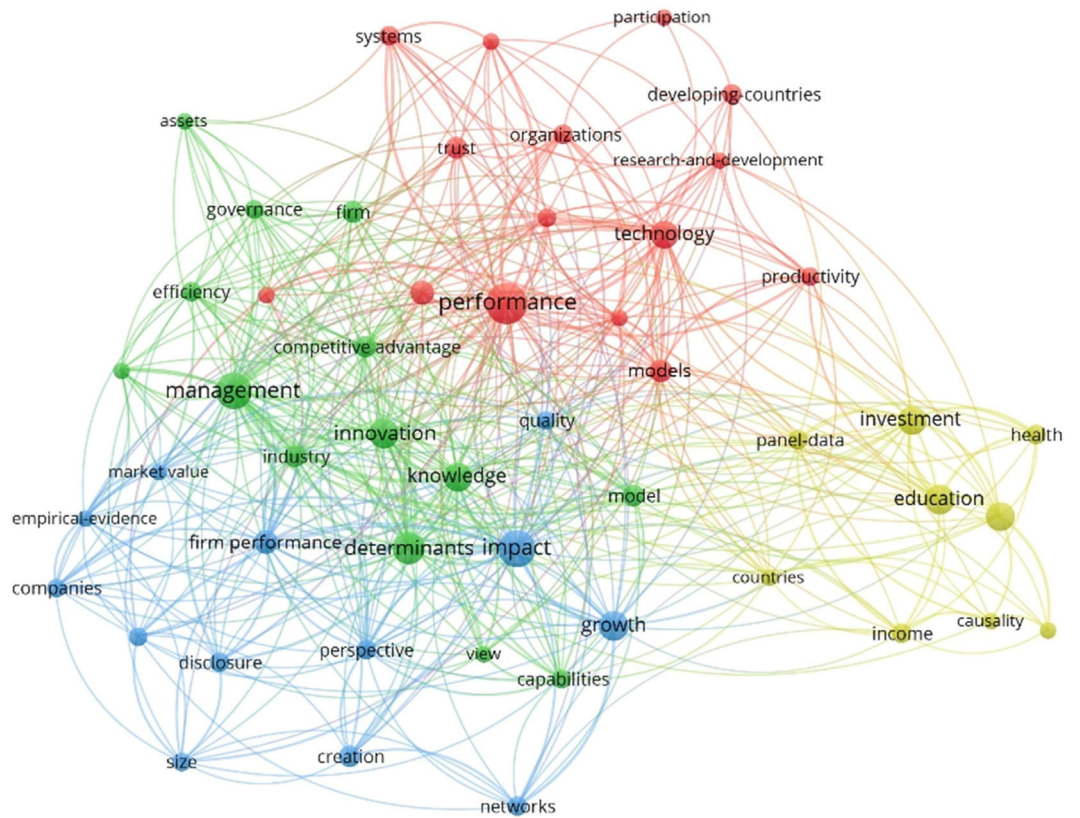 participation
systems
developing-countries
assets
organizations
trust
research-and-development
governance
firm
technology
productivity
efficiency
performance
competitive advantage
models
management
investment
quality
innovation
health
panel-data
industry
market value
knowledge
model
education
empirical-evidence
firm performance
determinants
impact
countries
companies
causality
growth
income
perspective
view
disclosure
capabilities
creation
size
networks